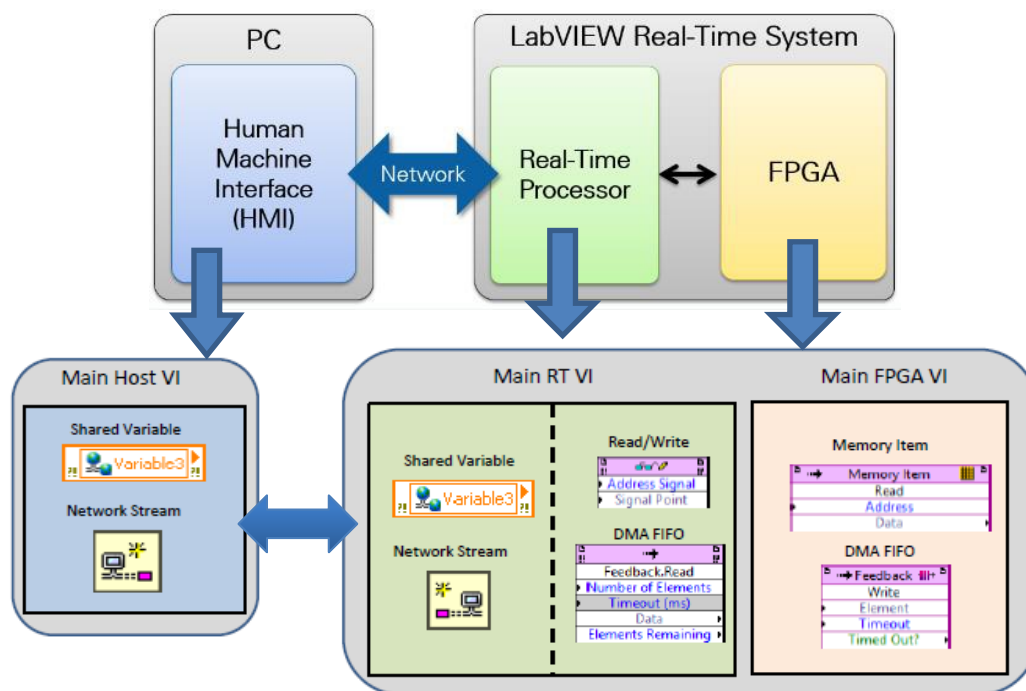 PC
LabVIEW Real-Time System
Human
Machine
Interface
(HMI)
Network
Real-Time
Processor
FPGA
Main Host VI
Shared Variable
?! Variable3 ?!
Network Stream
Main RT VI
Shared Variable
?! Variable3 ?!
Network Stream
Read/Write
Address Signal
Signal Point
DMA FIFO
Feedback.Read
Number of Elements
Timeout (ms)
Data
Elements Remaining
Main FPGA VI
Memory Item
Memory Item
Read
Address
Data
DMA FIFO
Feedback
Write
Element
Timeout
Timed Out?